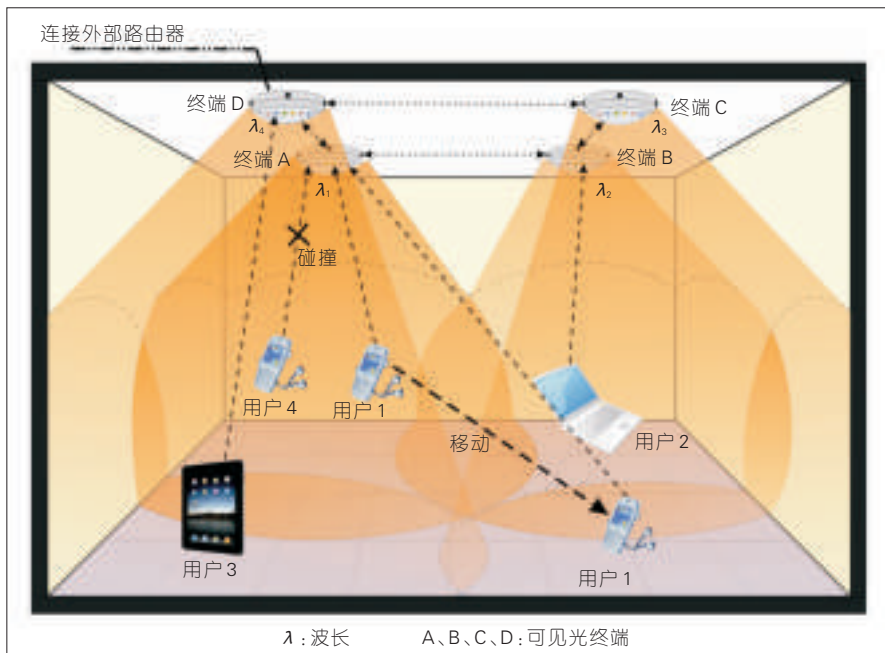 连接外部路由器
终端 D
终端 C
λ4
λ3
终端 A
终端 B
λ1
λ2
碰撞
用户 4
用户 1
用户 2
移动
用户 3
用户 1
λ : 波长 A、B、C、D : 可见光终端